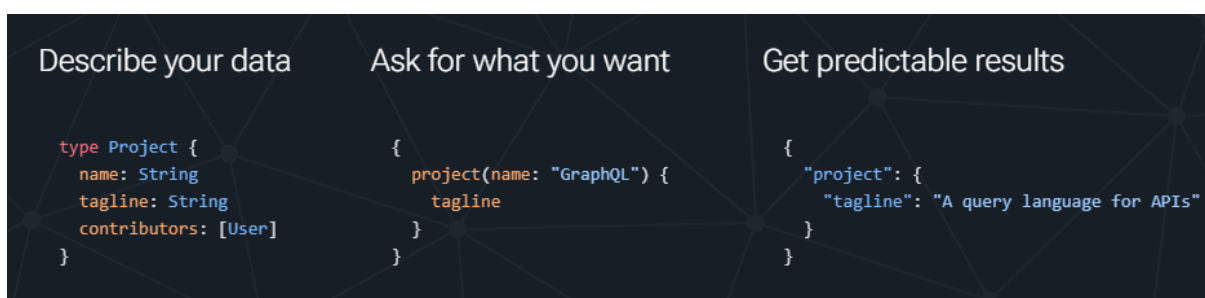 Describe your data
type Project {
  name: String
  tagline: String
  contributors: [User]
}
Ask for what you want
{
  project(name: "GraphQL") {
    tagline
  }
}
Get predictable results
{
  "project": {
    "tagline": "A query language for APIs"
  }
}